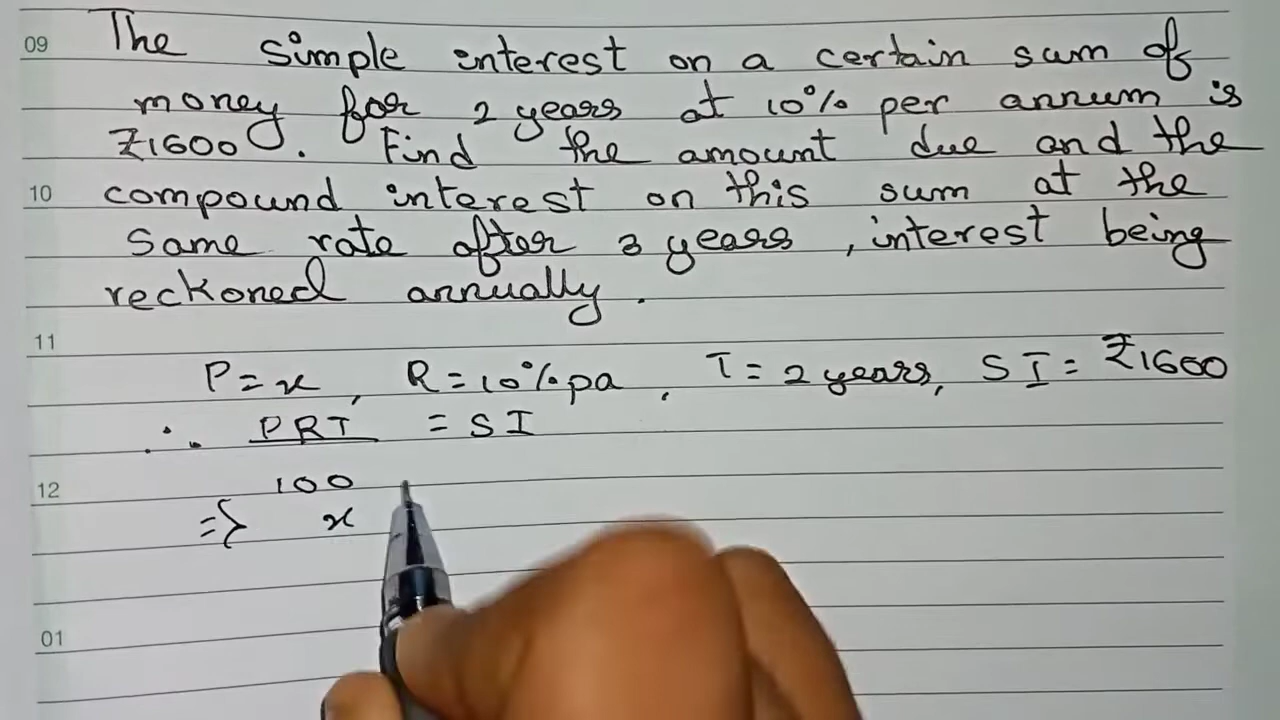 09 The simple interest on a certain sum of
money for 2 years at 10% per annum is
₹1600. Find the amount due and the
10 compound interest on this sum at the
same rate after 3 years, interest being
reckoned annually.
11
P = x, R = 10% pa, T = 2 years, SI = ₹1600
∴ PRT = SI
12 100
=> x
01